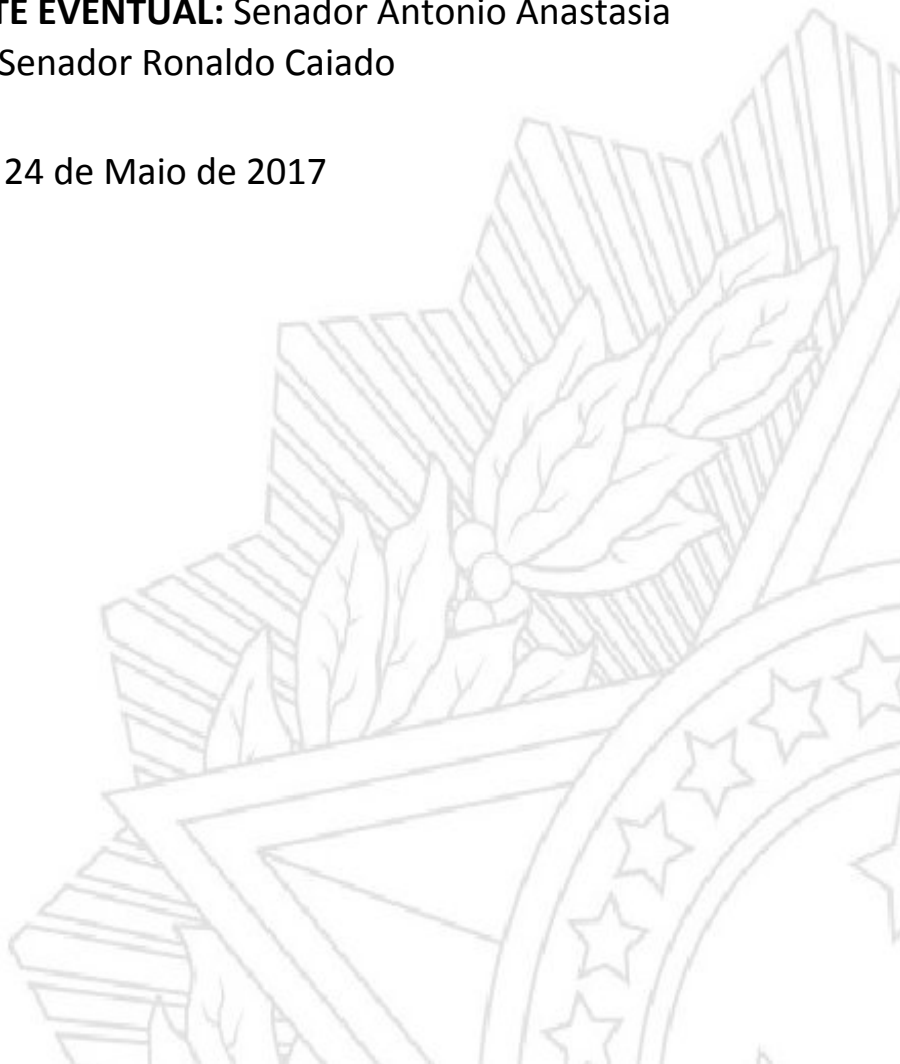 TE EVENTUAL: Senador Antonio Anastasia
Senador Ronaldo Caiado
24 de Maio de 2017